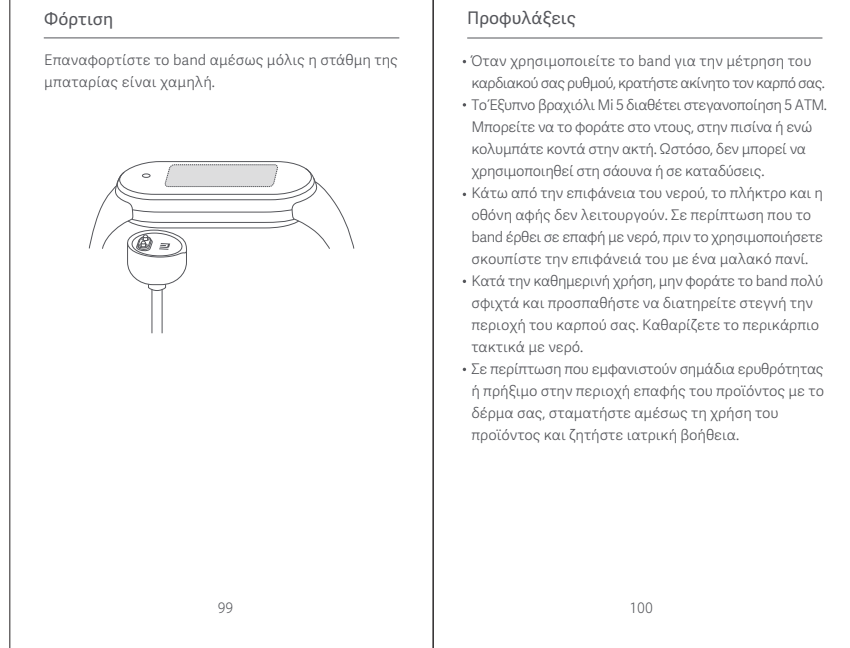 Φόρτιση
Επαναφορτίστε το band αμέσως μόλις η στάθμη της
μπαταρίας είναι χαμηλή.
99
Προφυλάξεις
• Όταν χρησιμοποιείτε το band για την μέτρηση του
καρδιακού σας ρυθμού, κρατήστε ακίνητο τον καρπό σας.
• Το Έξυπνο βραχιόλι Mi 5 διαθέτει στεγανοποίηση 5 ATM.
Μπορείτε να το φοράτε στο ντους, στην πισίνα ή ενώ
κολυμπάτε κοντά στην ακτή. Ωστόσο, δεν μπορεί να
χρησιμοποιηθεί στη σάουνα ή σε καταδύσεις.
• Κάτω από την επιφάνεια του νερού, το πλήκτρο και η
οθόνη αφής δεν λειτουργούν. Σε περίπτωση που το
band έρθει σε επαφή με νερό, πριν το χρησιμοποιήσετε
σκουπίστε την επιφάνειά του με ένα μαλακό πανί.
• Κατά την καθημερινή χρήση, μην φοράτε το band πολύ
σφιχτά και προσπαθήστε να διατηρείτε στεγνή την
περιοχή του καρπού σας. Καθαρίζετε το περικάρπιο
τακτικά με νερό.
• Σε περίπτωση που εμφανιστούν σημάδια ερυθρότητας
ή πρήξιμο στην περιοχή επαφής του προϊόντος με το
δέρμα σας, σταματήστε αμέσως τη χρήση του
προϊόντος και ζητήστε ιατρική βοήθεια.
100